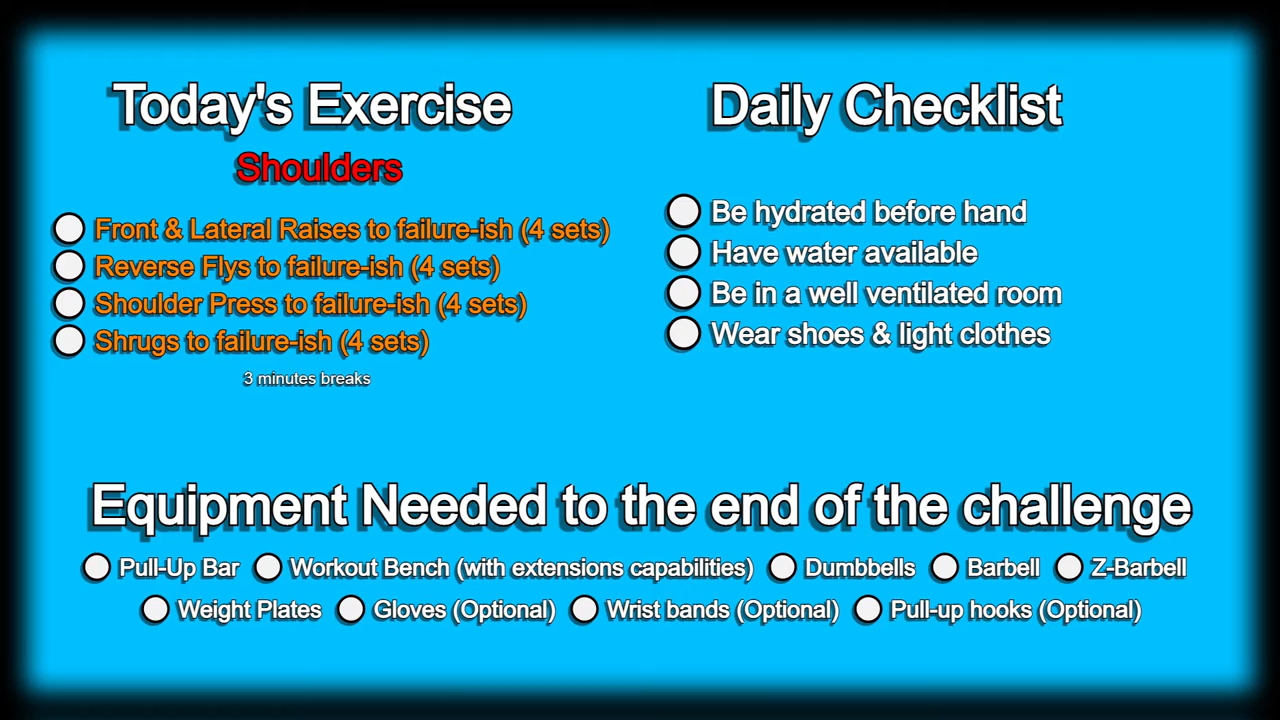 Today's Exercise
Shoulders
Front & Lateral Raises to failure-ish (4 sets)
Reverse Flys to failure-ish (4 sets)
Shoulder Press to failure-ish (4 sets)
Shrugs to failure-ish (4 sets)
3 minutes breaks
Daily Checklist
Be hydrated before hand
Have water available
Be in a well ventilated room
Wear shoes & light clothes
Equipment Needed to the end of the challenge
Pull-Up Bar Workout Bench (with extensions capabilities) Dumbbells Barbell Z-Barbell
Weight Plates Gloves (Optional) Wrist bands (Optional) Pull-up hooks (Optional)